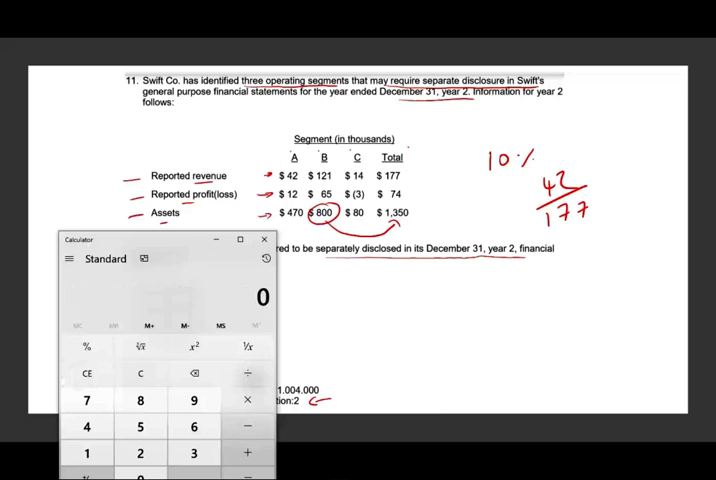 11. Swift Co. has identified three operating segments that may require separate disclosure in Swift's
general purpose financial statements for the year ended December 31, year 2. Information for year 2
follows:
Segment (in thousands)
A B C Total
Reported revenue $ 42 $ 121 $ 14 $ 177
Reported profit(loss) $ 12 $ 65 $ (3) $ 74
Assets $ 470 $ 800 $ 80 $ 1,350
10 %
42
177
red to be separately disclosed in its December 31, year 2, financial
1.004.000
tion:2
Calculator
Standard
0
MC MR M+ M- MS M˅
% ²√x x² ¹/x
CE C ⌫ ÷
7 8 9 ×
4 5 6 −
1 2 3 +